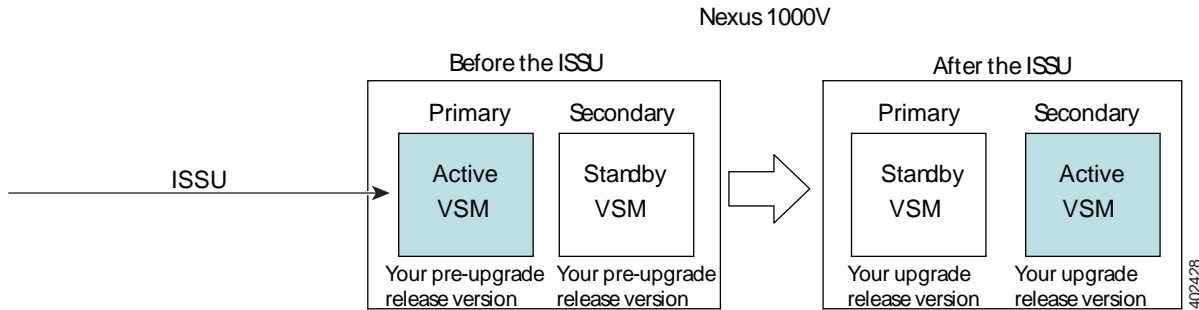 Nexus 1000V
Before the ISSU
After the ISSU
Primary
Secondary
Primary
Secondary
ISSU
Active
VSM
Standby
VSM
Standby
VSM
Active
VSM
Your pre-upgrade
release version
Your pre-upgrade
release version
Your upgrade
release version
Your upgrade
release version
402428